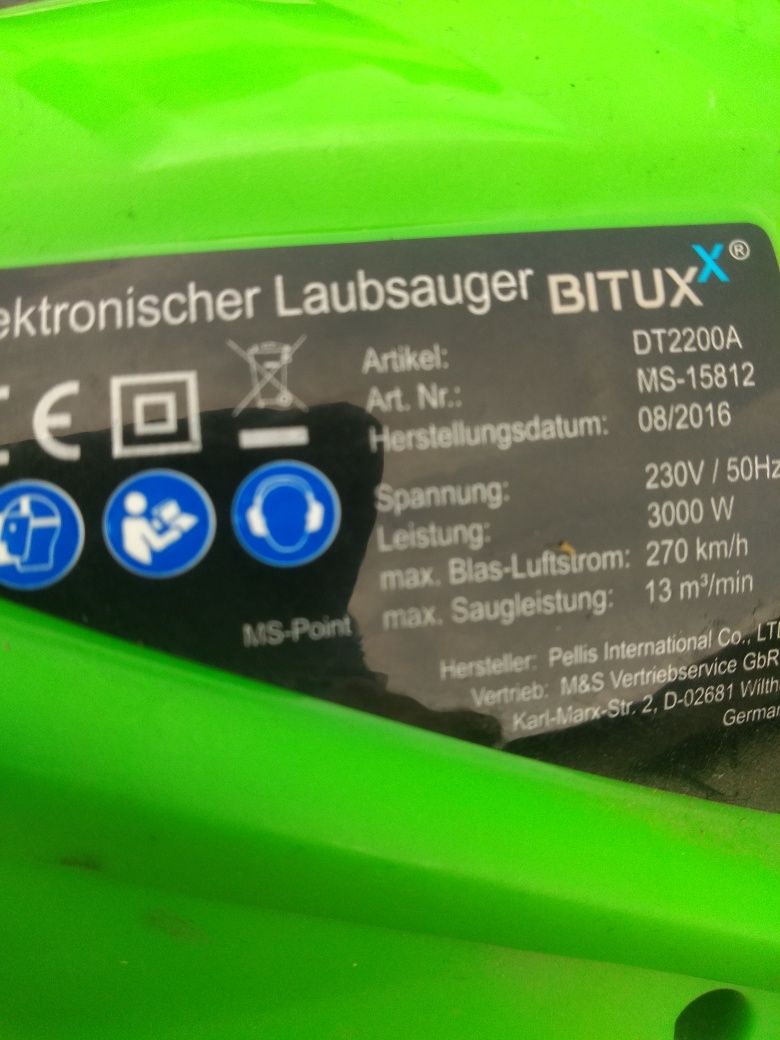 ektronischer Laubsauger BITUXX®
CE
Artikel: DT2200A
Art. Nr.: MS-15812
Herstellungsdatum: 08/2016
Spannung: 230V / 50Hz
Leistung: 3000 W
max. Blas-Luftstrom: 270 km/h
max. Saugleistung: 13 m³/min
MS-Point
Hersteller: Pellis International Co., LT
Vertrieb: M&S Vertriebservice GbR
Karl-Marx-Str. 2, D-02681 Wilth
German